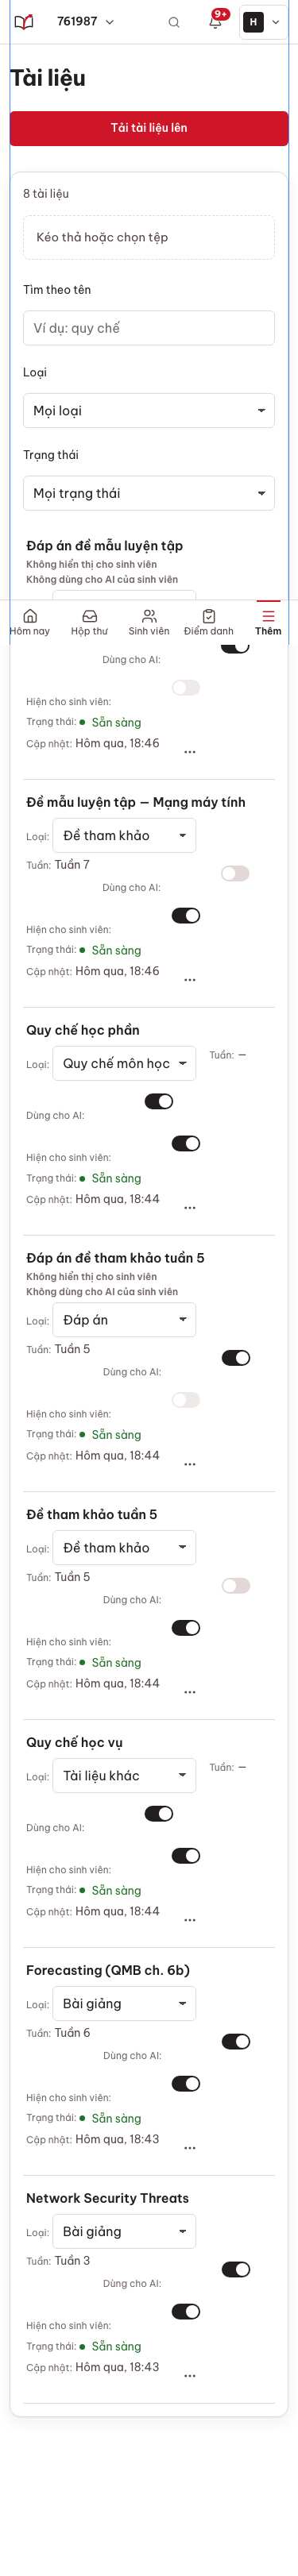 761987
9+
H
Tài liệu
Tải tài liệu lên
8 tài liệu
Kéo thả hoặc chọn tệp
Tìm theo tên
Ví dụ: quy chế
Loại
Mọi loại
Trạng thái
Mọi trạng thái
Đáp án đề mẫu luyện tập
Không hiển thị cho sinh viên
Không dùng cho AI của sinh viên
Hôm nay Hộp thư Sinh viên Điểm danh Thêm
Dùng cho AI:
Hiện cho sinh viên:
Trạng thái: Sẵn sàng
Cập nhật: Hôm qua, 18:46
...
Đề mẫu luyện tập — Mạng máy tính
Loại: Đề tham khảo
Tuần: Tuần 7
Dùng cho AI:
Hiện cho sinh viên:
Trạng thái: Sẵn sàng
Cập nhật: Hôm qua, 18:46
...
Quy chế học phần
Loại: Quy chế môn học Tuần: —
Dùng cho AI:
Hiện cho sinh viên:
Trạng thái: Sẵn sàng
Cập nhật: Hôm qua, 18:44
...
Đáp án đề tham khảo tuần 5
Không hiển thị cho sinh viên
Không dùng cho AI của sinh viên
Loại: Đáp án
Tuần: Tuần 5
Dùng cho AI:
Hiện cho sinh viên:
Trạng thái: Sẵn sàng
Cập nhật: Hôm qua, 18:44
...
Đề tham khảo tuần 5
Loại: Đề tham khảo
Tuần: Tuần 5
Dùng cho AI:
Hiện cho sinh viên:
Trạng thái: Sẵn sàng
Cập nhật: Hôm qua, 18:44
...
Quy chế học vụ
Loại: Tài liệu khác Tuần: —
Dùng cho AI:
Hiện cho sinh viên:
Trạng thái: Sẵn sàng
Cập nhật: Hôm qua, 18:44
...
Forecasting (QMB ch. 6b)
Loại: Bài giảng
Tuần: Tuần 6
Dùng cho AI:
Hiện cho sinh viên:
Trạng thái: Sẵn sàng
Cập nhật: Hôm qua, 18:43
...
Network Security Threats
Loại: Bài giảng
Tuần: Tuần 3
Dùng cho AI:
Hiện cho sinh viên:
Trạng thái: Sẵn sàng
Cập nhật: Hôm qua, 18:43
...